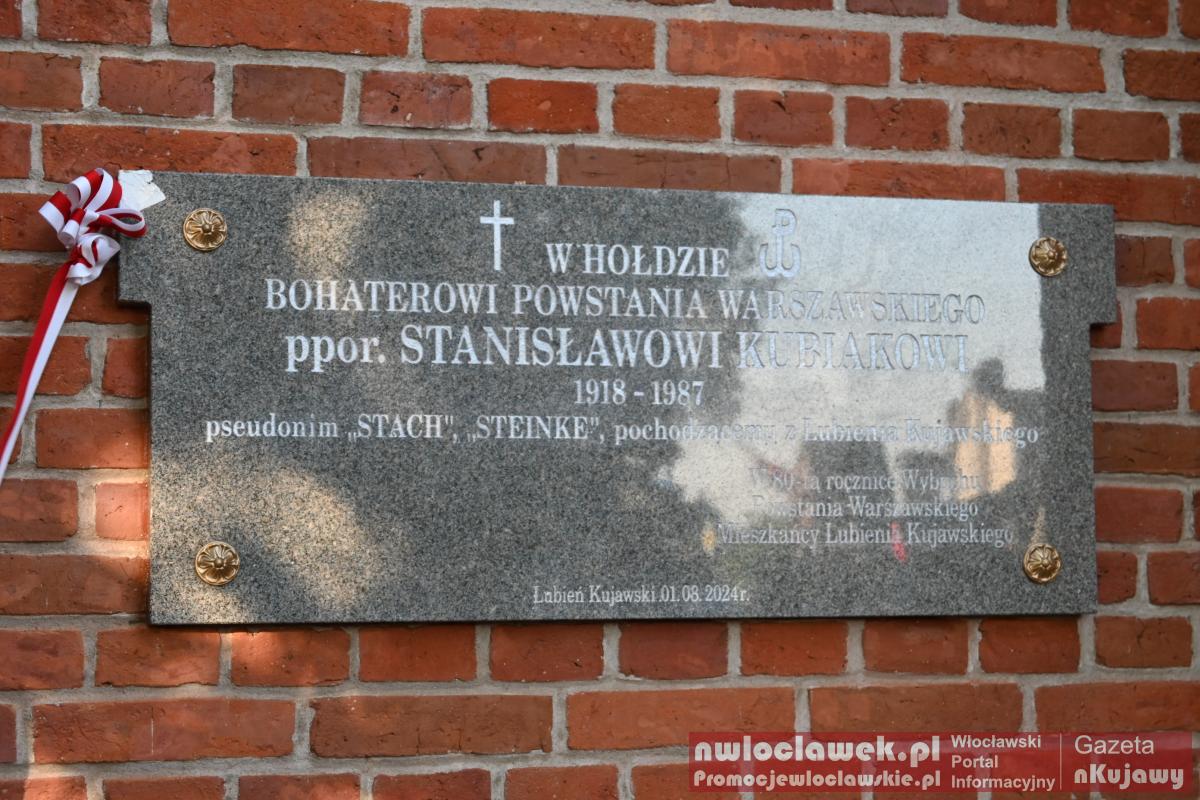 W HOŁDZIE
BOHATEROWI POWSTANIA WARSZAWSKIEGO
ppor. STANISŁAWOWI KUBIAKOWI
1918 - 1987
pseudonim „STACH", „STEINKE", pochodzącemu z Lubienia Kujawskiego
W 80-tą rocznicę Wybuchu
Powstania Warszawskiego
Mieszkańcy Lubienia Kujawskiego
Lubień Kujawski 01.08.2024r.
nwloclawek.pl
Promocjewloclawskie.pl
Włocławski
Portal
Informacyjny
Gazeta
nKujawy